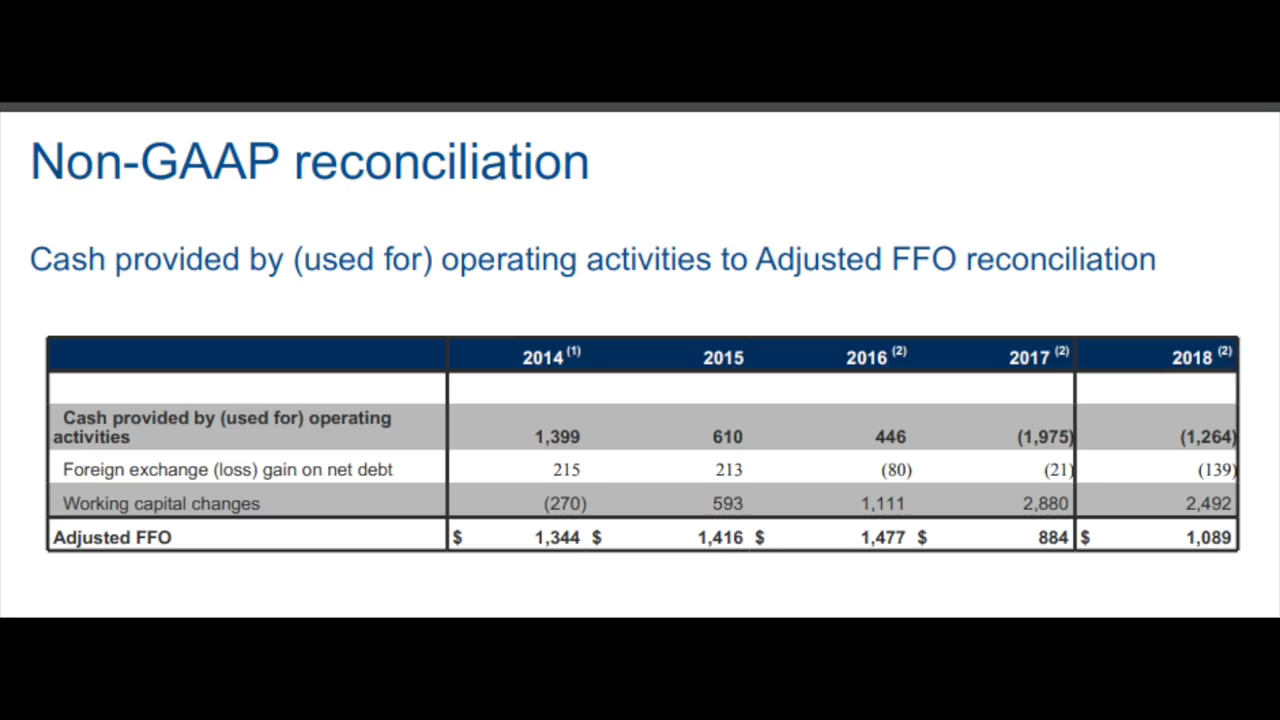 Non-GAAP reconciliation
Cash provided by (used for) operating activities to Adjusted FFO reconciliation
2014 (1) 2015 2016 (2) 2017 (2) 2018 (2)
Cash provided by (used for) operating
activities 1,399 610 446 (1,975) (1,264)
Foreign exchange (loss) gain on net debt 215 213 (80) (21) (139)
Working capital changes (270) 593 1,111 2,880 2,492
Adjusted FFO $ 1,344 $ 1,416 $ 1,477 $ 884 $ 1,089